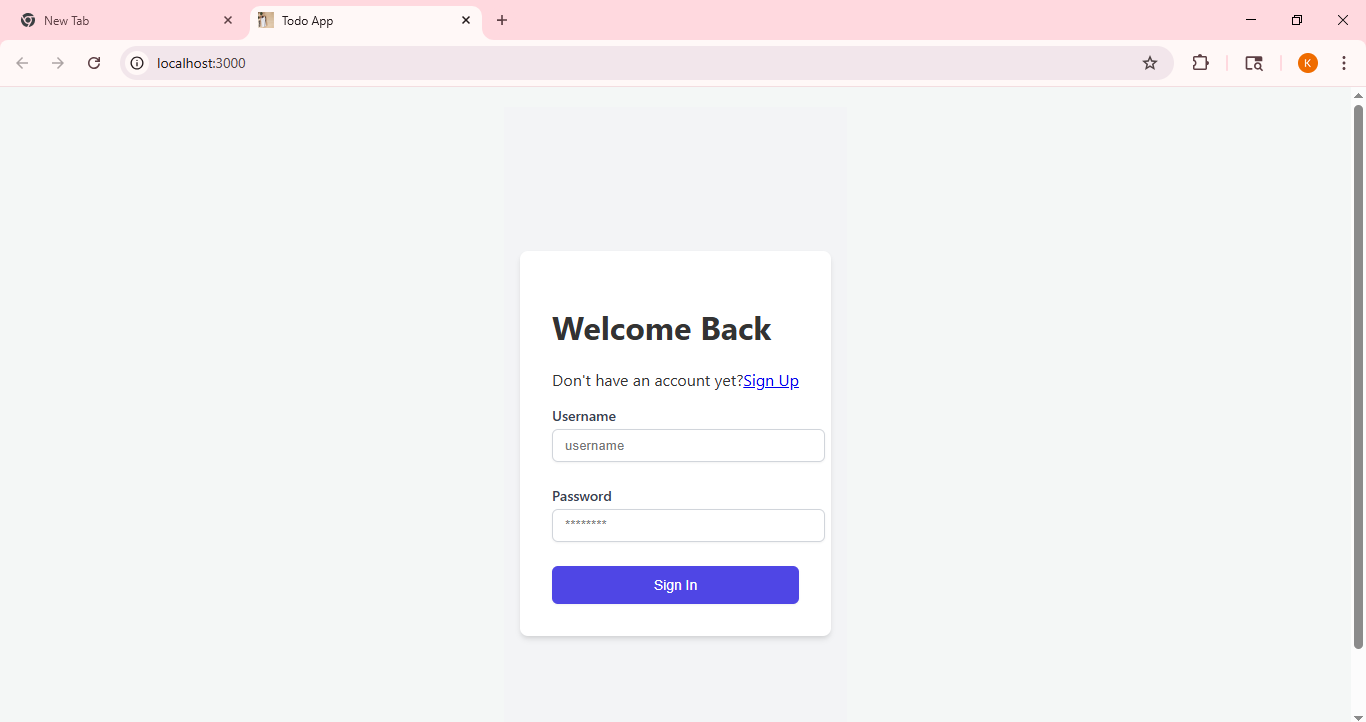 New Tab
Todo App
localhost:3000
K
Welcome Back
Don't have an account yet?Sign Up
Username
username
Password
********
Sign In